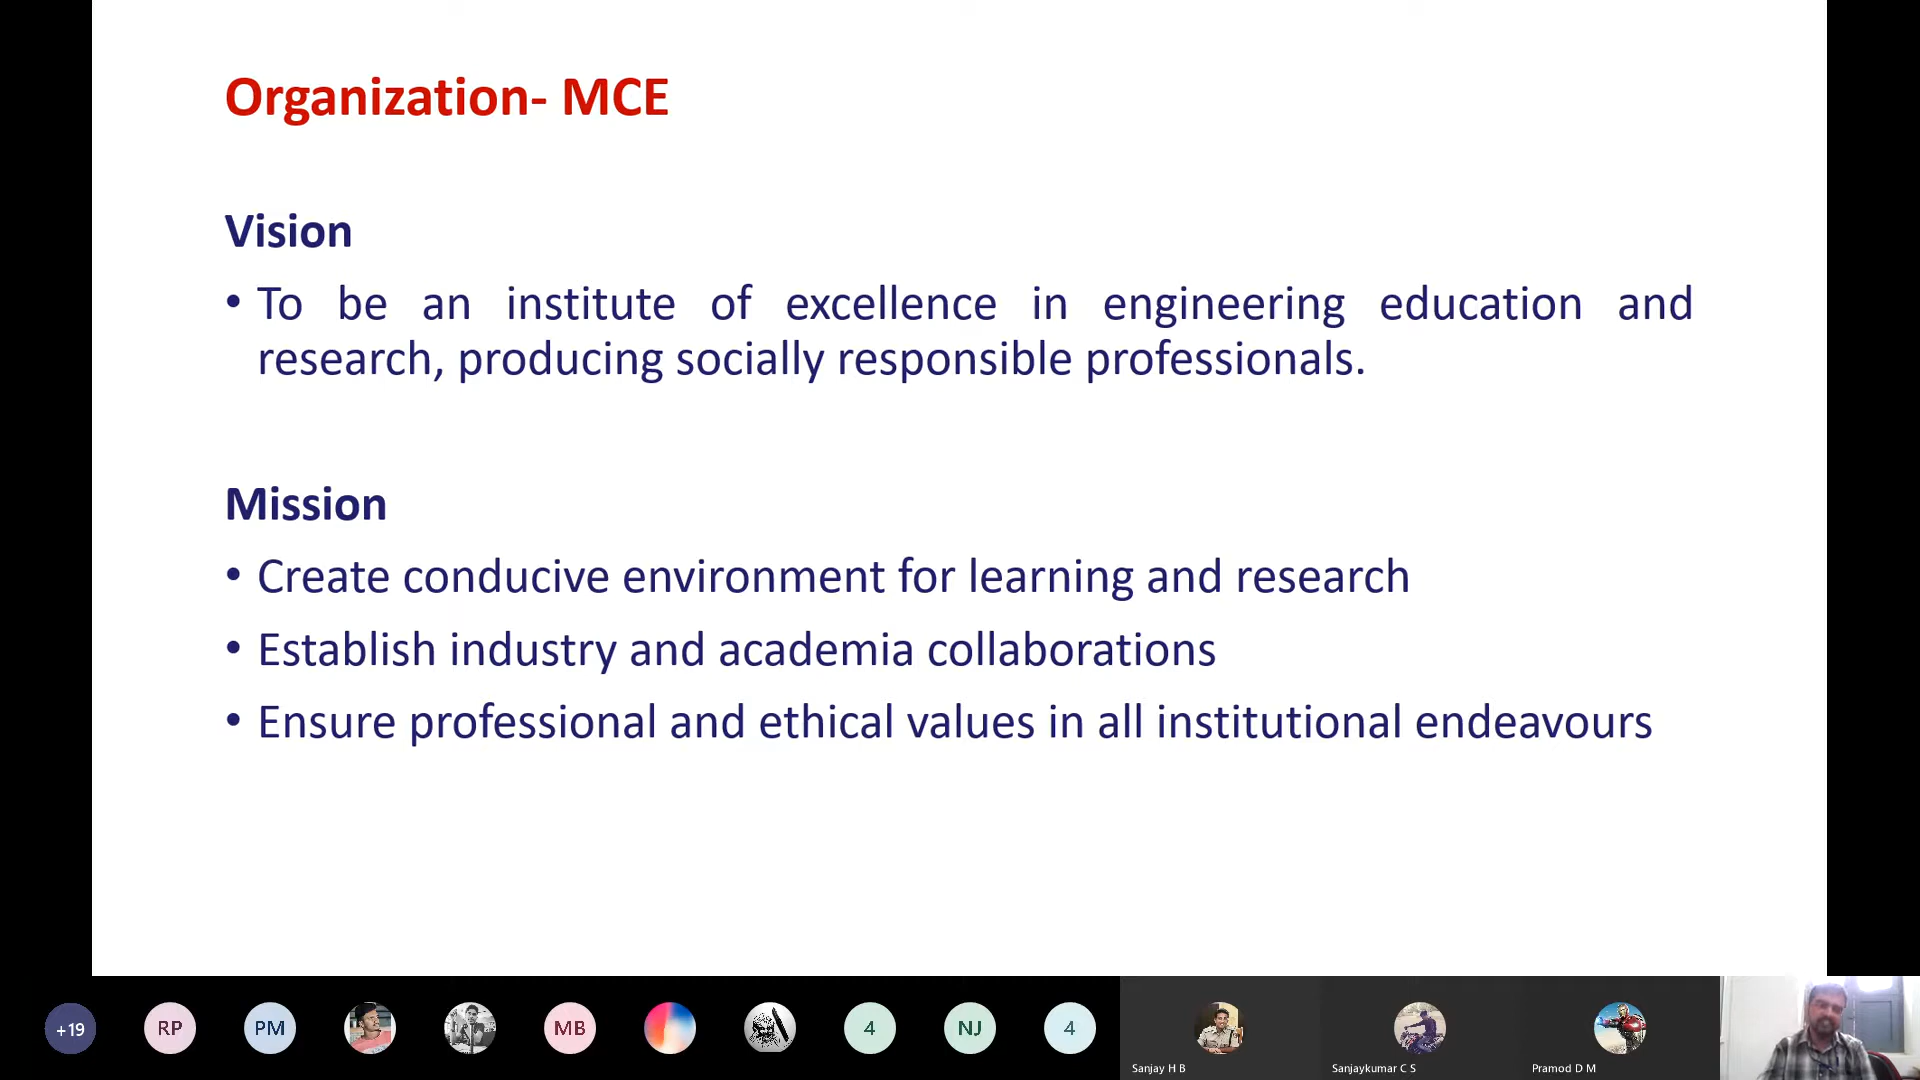 Organization- MCE
Vision
• To be an institute of excellence in engineering education and
research, producing socially responsible professionals.
Mission
• Create conducive environment for learning and research
• Establish industry and academia collaborations
• Ensure professional and ethical values in all institutional endeavours
+19 RP PM MB 4 NJ 4
Sanjay H B Sanjaykumar C S Pramod D M